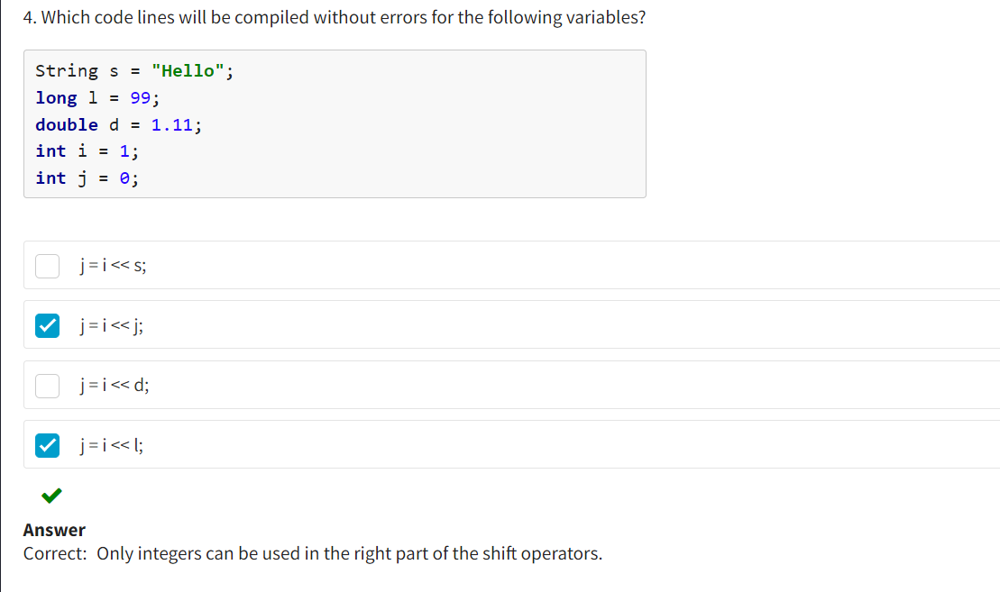 4. Which code lines will be compiled without errors for the following variables?
String s = "Hello";
long l = 99;
double d = 1.11;
int i = 1;
int j = 0;
j = i << s;
j = i << j;
j = i << d;
j = i << l;
Answer
Correct: Only integers can be used in the right part of the shift operators.